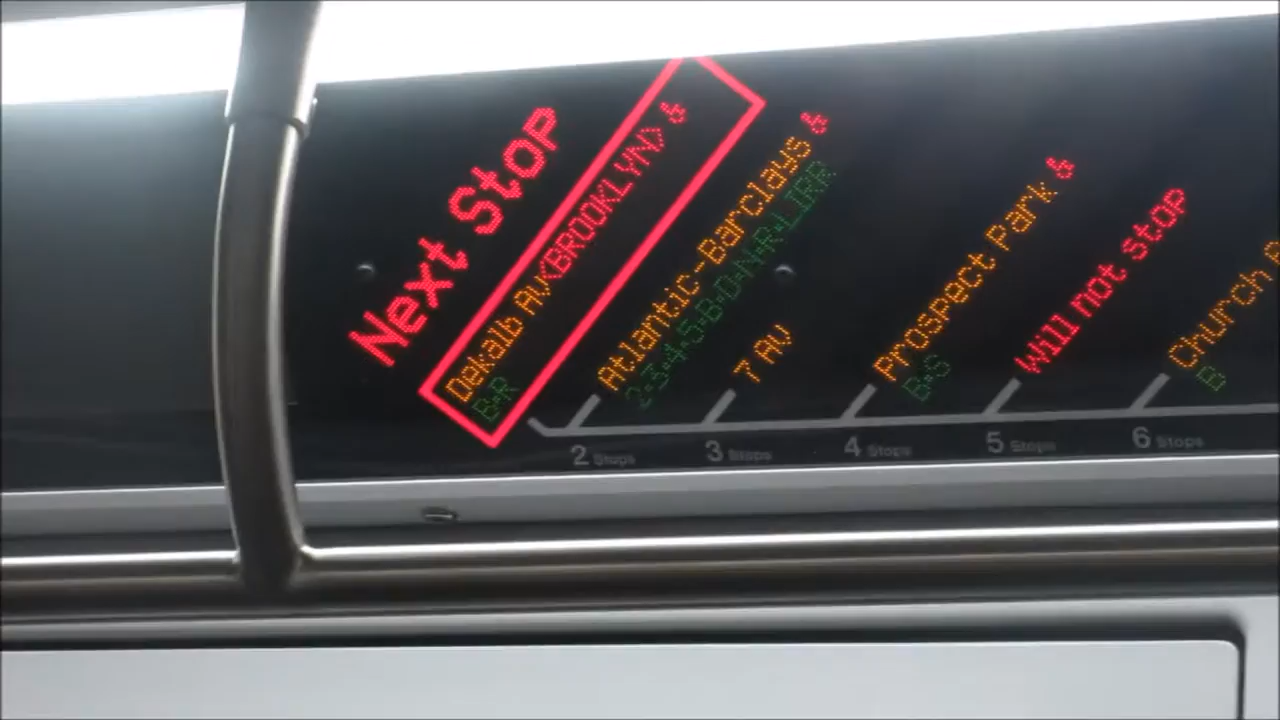 Next Stop
Dekalb Av<BROOKLYN>
B•R
Atlantic-Barclays
2•3•4•5•B•D•N•R•LIRR
7 AV
Prospect Park
B•S
Will not stop
Church
B
2 Stops
3 Stops
4 Stops
5 Stops
6 Stops